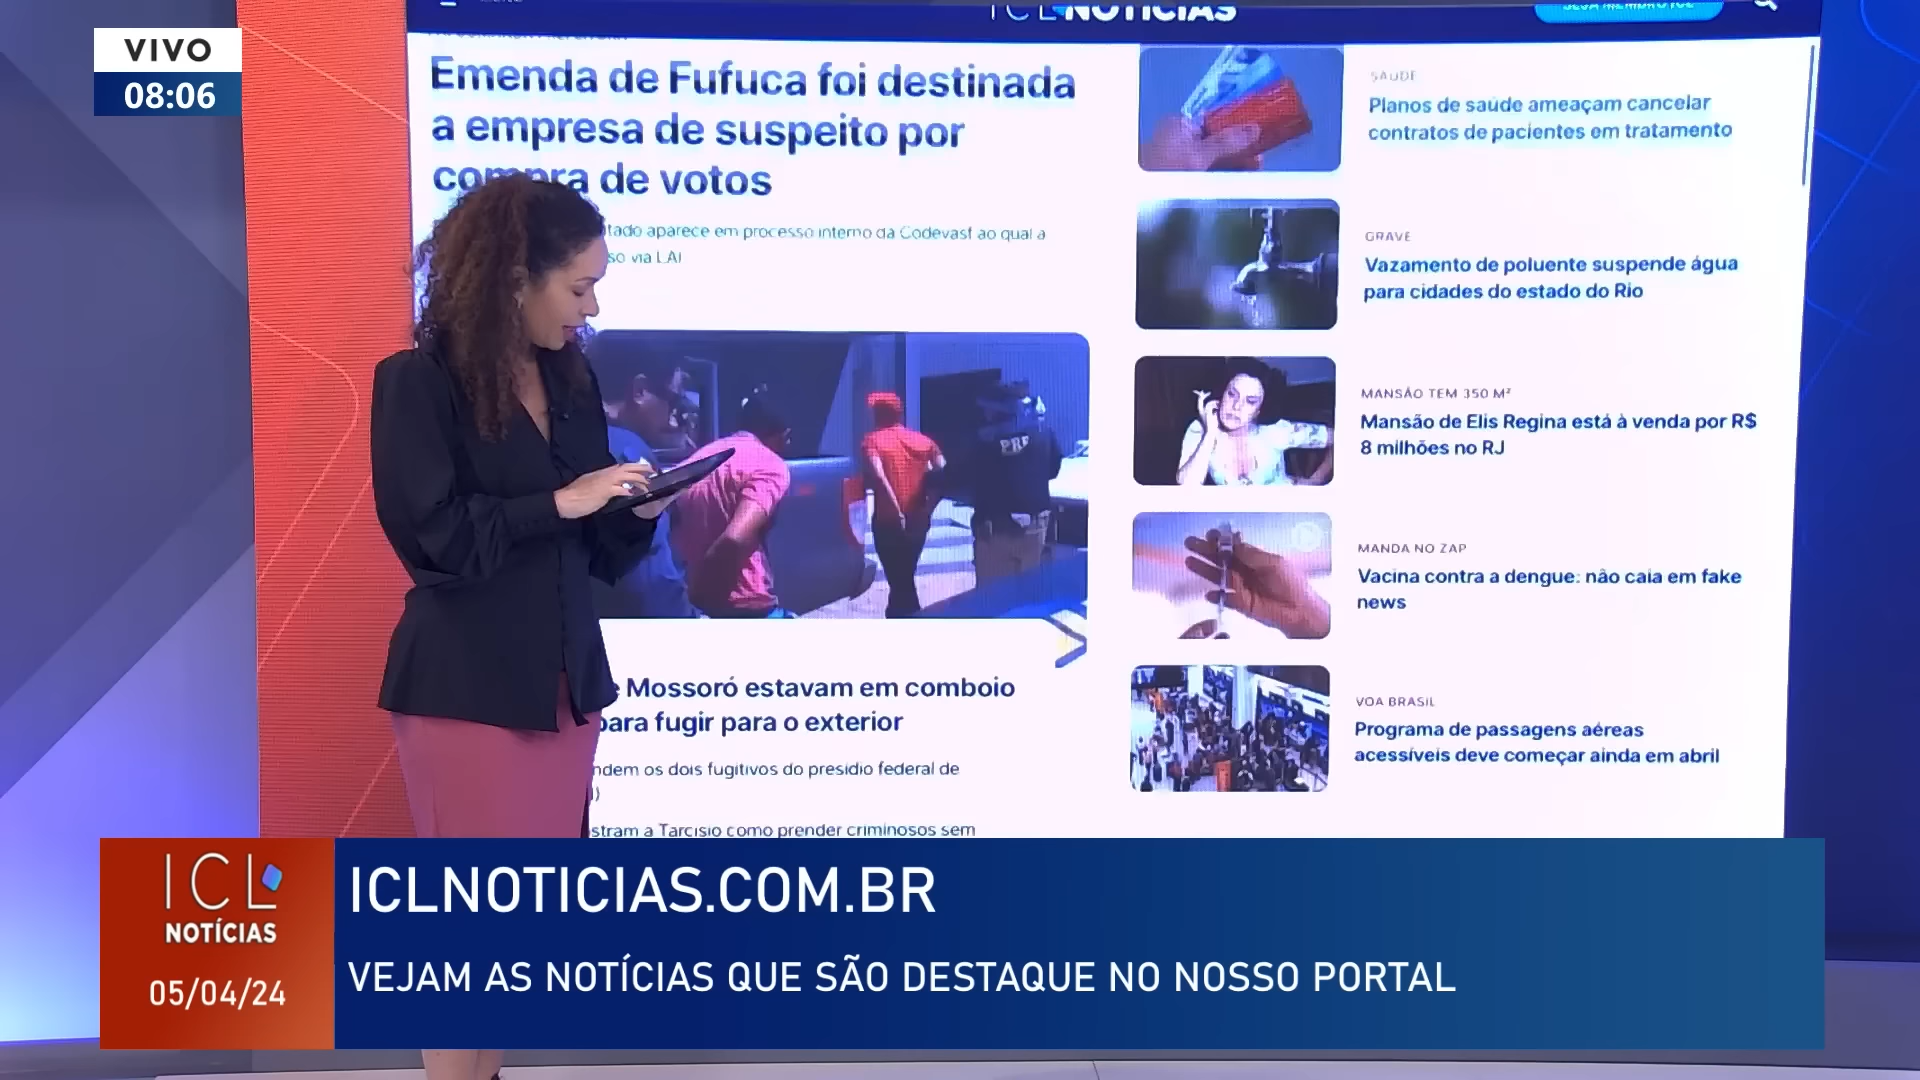 VIVO
08:06
ICL NOTÍCIAS
Emenda de Fufuca foi destinada
a empresa de suspeito por
compra de votos
tado aparece em processo interno da Codevasf ao qual a
so via LAI
PRF
Mossoró estavam em comboio
para fugir para o exterior
ndem os dois fugitivos do presídio federal de
stram a Tarcísio como prender criminosos sem
SAÚDE
Planos de saúde ameaçam cancelar
contratos de pacientes em tratamento
GRAVE
Vazamento de poluente suspende água
para cidades do estado do Rio
MANSÃO TEM 350 M²
Mansão de Elis Regina está à venda por R$
8 milhões no RJ
MANDA NO ZAP
Vacina contra a dengue: não caia em fake
news
VOA BRASIL
Programa de passagens aéreas
acessíveis deve começar ainda em abril
ICL
NOTÍCIAS
05/04/24
ICLNOTICIAS.COM.BR
VEJAM AS NOTÍCIAS QUE SÃO DESTAQUE NO NOSSO PORTAL